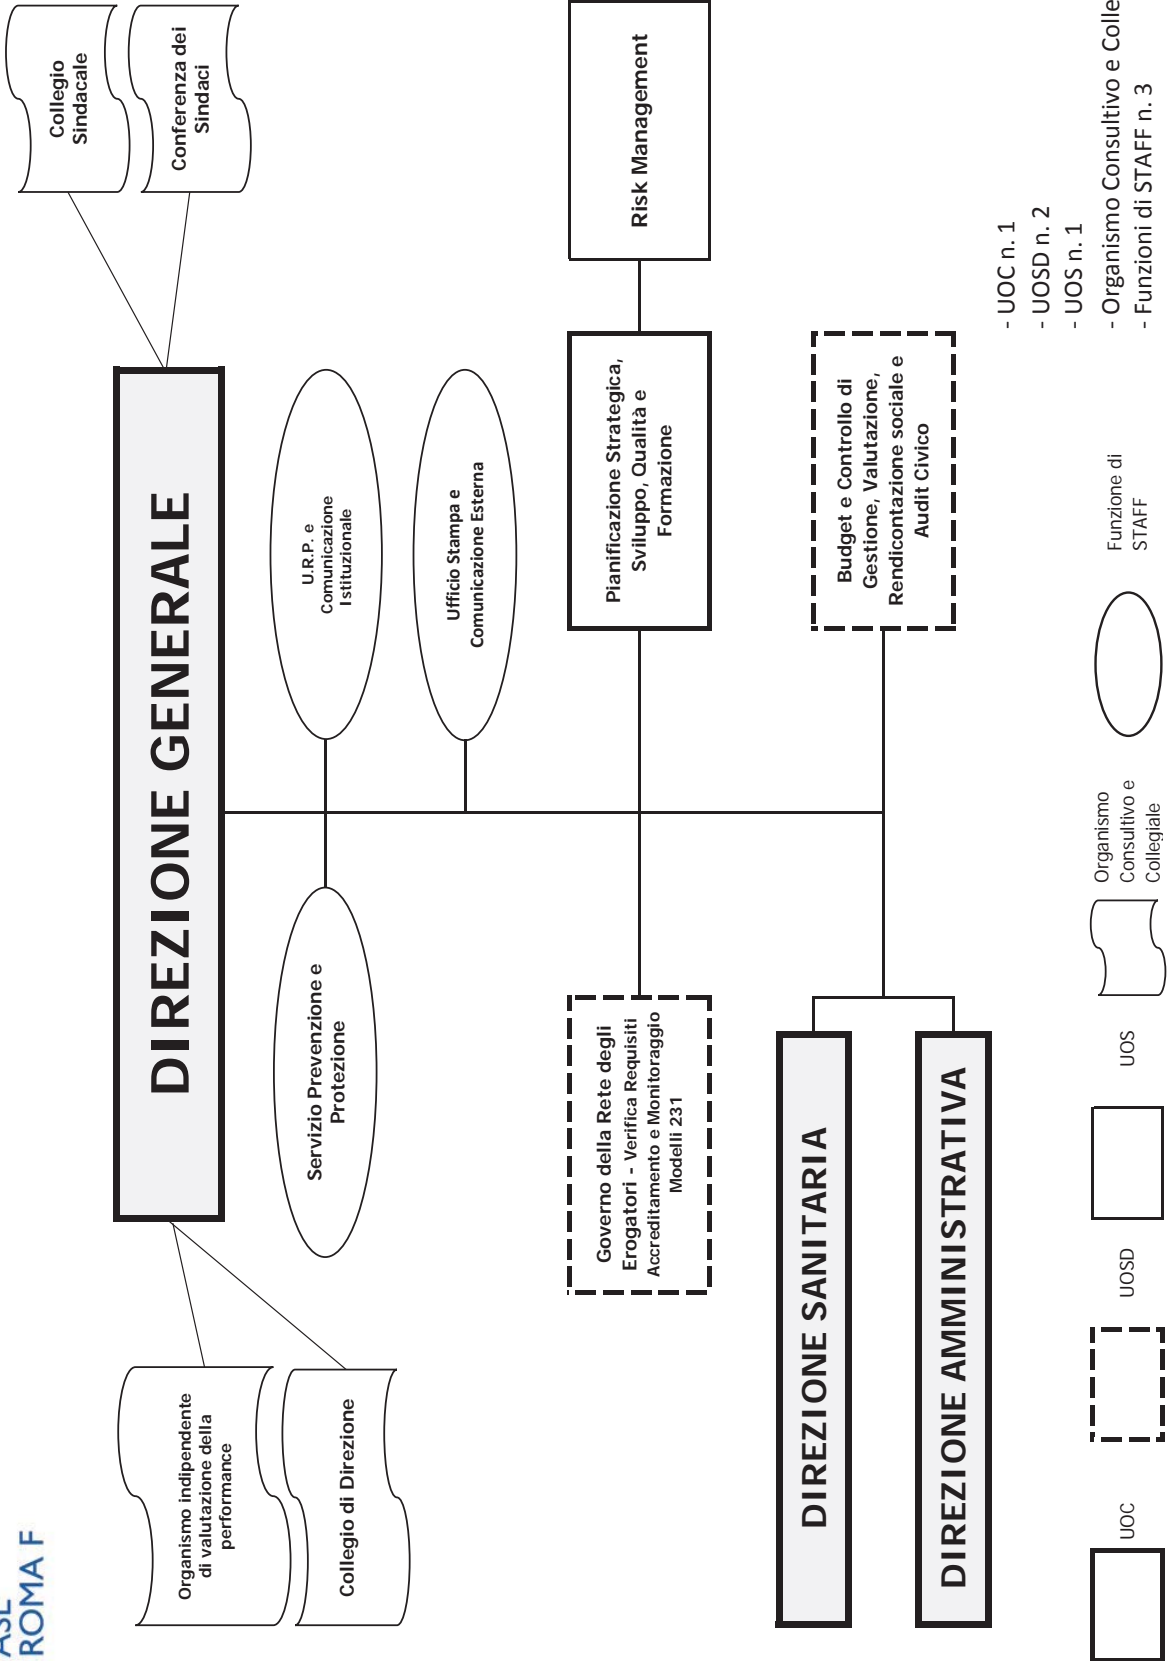 ASL
ROMA F
DIREZIONE GENERALE
Collegio
Sindacale
Conferenza dei
Sindaci
Organismo indipendente
di valutazione della
performance
Collegio di Direzione
Servizio Prevenzione e
Protezione
U.R.P. e
Comunicazione
Istituzionale
Ufficio Stampa e
Comunicazione Esterna
Governo della Rete degli
Erogatori - Verifica Requisiti
Accreditamento e Monitoraggio
Modelli 231
Pianificazione Strategica,
Sviluppo, Qualità e
Formazione
Risk Management
DIREZIONE SANITARIA
DIREZIONE AMMINISTRATIVA
Budget e Controllo di
Gestione, Valutazione,
Rendicontazione sociale e
Audit Civico
- UOC n. 1
- UOSD n. 2
- UOS n. 1
- Organismo Consultivo e Colle
- Funzioni di STAFF n. 3
UOC
UOSD
UOS
Organismo
Consultivo e
Collegiale
Funzione di
STAFF